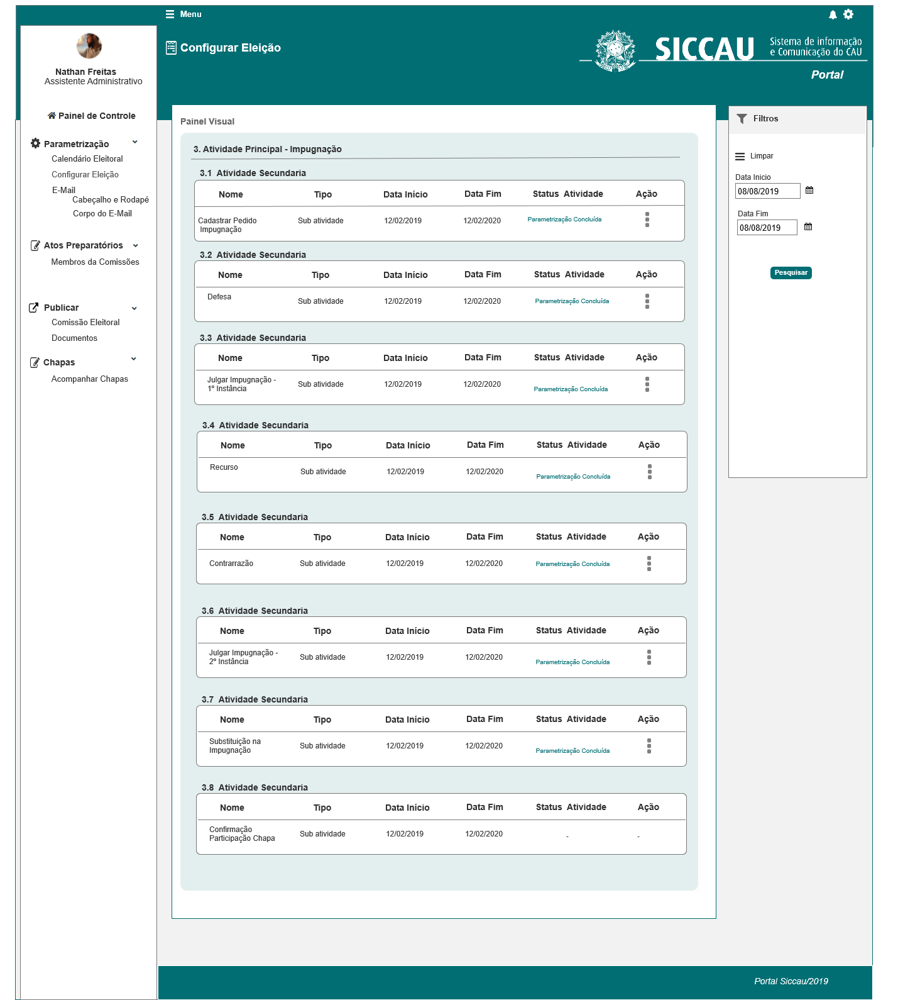 Menu
Configurar Eleição
SICCAU
Sistema de informação
e Comunicação do CAU
Portal
Nathan Freitas
Assistente Administrativo
Painel de Controle
Parametrização
Calendário Eleitoral
Configurar Eleição
E-Mail
Cabeçalho e Rodapé
Corpo do E-Mail
Atos Preparatórios
Membros da Comissões
Publicar
Comissão Eleitoral
Documentos
Chapas
Acompanhar Chapas
Painel Visual
3. Atividade Principal - Impugnação
3.1 Atividade Secundaria
Nome Tipo Data Início Data Fim Status Atividade Ação
Cadastrar Pedido
Impugnação
Sub atividade 12/02/2019 12/02/2020 Parametrização Concluída
3.2 Atividade Secundaria
Nome Tipo Data Início Data Fim Status Atividade Ação
Defesa
Sub atividade 12/02/2019 12/02/2020 Parametrização Concluída
3.3 Atividade Secundaria
Nome Tipo Data Início Data Fim Status Atividade Ação
Julgar Impugnação -
1º Instância
Sub atividade 12/02/2019 12/02/2020 Parametrização Concluída
3.4 Atividade Secundaria
Nome Tipo Data Início Data Fim Status Atividade Ação
Recurso
Sub atividade 12/02/2019 12/02/2020 Parametrização Concluída
3.5 Atividade Secundaria
Nome Tipo Data Início Data Fim Status Atividade Ação
Contrarrazão Sub atividade 12/02/2019 12/02/2020 Parametrização Concluída
3.6 Atividade Secundaria
Nome Tipo Data Início Data Fim Status Atividade Ação
Julgar Impugnação -
2º Instância
Sub atividade 12/02/2019 12/02/2020 Parametrização Concluída
3.7 Atividade Secundaria
Nome Tipo Data Início Data Fim Status Atividade Ação
Substituição na
Impugnação
Sub atividade 12/02/2019 12/02/2020 Parametrização Concluída
3.8 Atividade Secundaria
Nome Tipo Data Início Data Fim Status Atividade Ação
Confirmação
Participação Chapa
Sub atividade 12/02/2019 12/02/2020 - -
Filtros
Limpar
Data Inicio
08/08/2019
Data Fim
08/08/2019
Pesquisar
Portal Siccau/2019